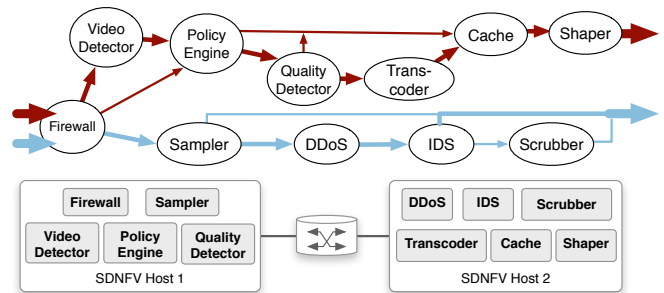 Video
Detector
Policy
Engine
Cache
Shaper
Quality
Detector
Trans-
coder
Firewall
Sampler
DDoS
IDS
Scrubber
Firewall
Sampler
Video
Detector
Policy
Engine
Quality
Detector
SDNFV Host 1
DDoS
IDS
Scrubber
Transcoder
Cache
Shaper
SDNFV Host 2